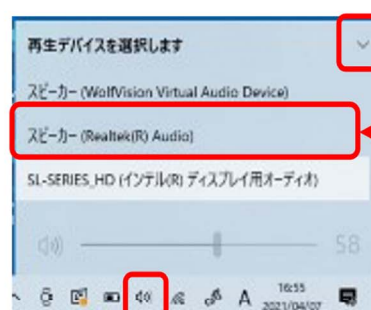 再生デバイスを選択します
スピーカー (WolfVision Virtual Audio Device)
スピーカー (Realtek(R) Audio)
SL-SERIES_HD (インテル(R) ディスプレイ用オーディオ)
58
A
16:55
2021/04/07